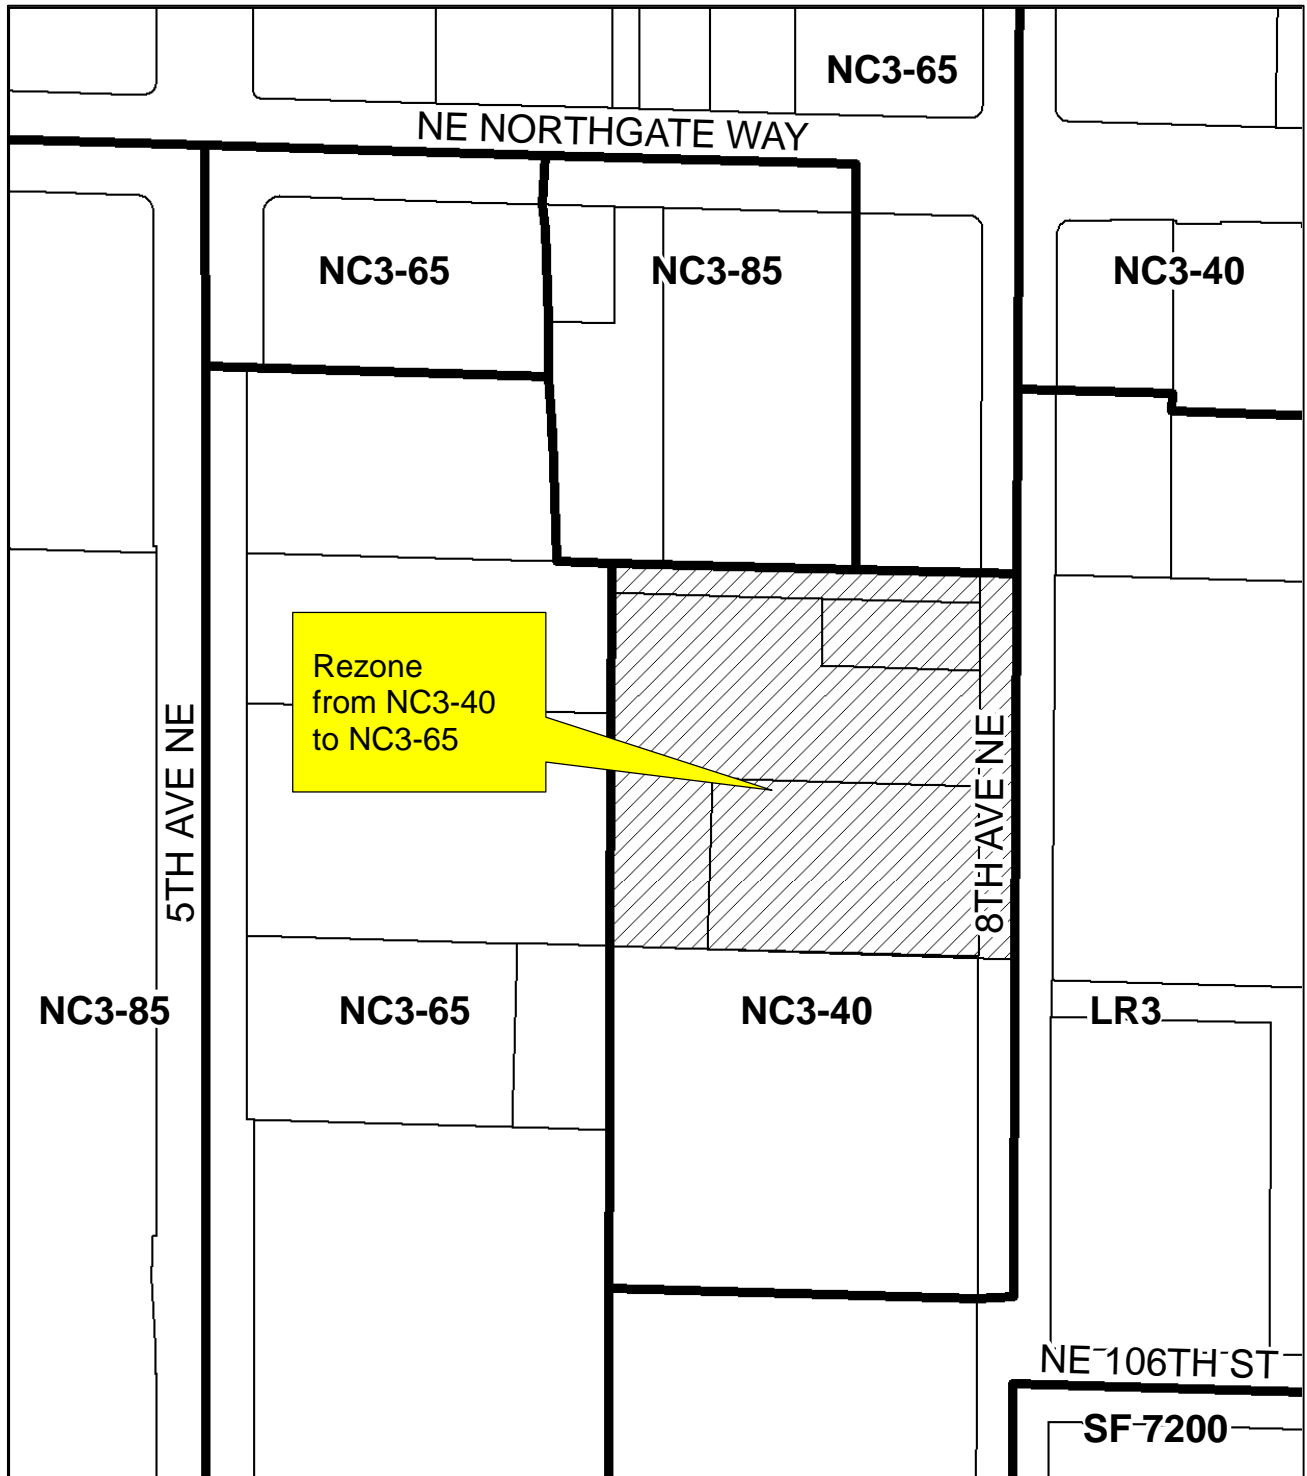 NC3-65
NE NORTHGATE WAY
NC3-65
NC3-85
NC3-40
Rezone
from NC3-40
to NC3-65
5TH AVE NE
8TH AVE NE
NC3-85
NC3-65
NC3-40
LR3
NE 106TH ST
SF 7200